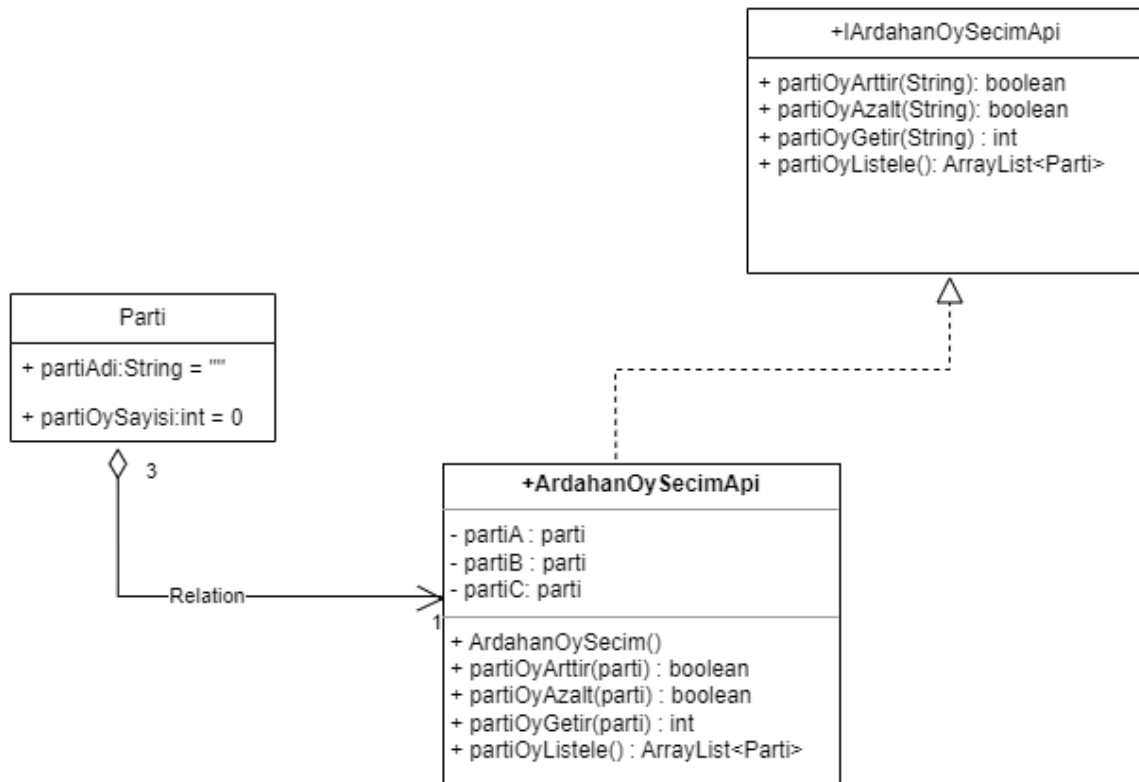 +IArdahanOySecimApi
+ partiOyArttir(String): boolean
+ partiOyAzalt(String): boolean
+ partiOyGetir(String) : int
+ partiOyListele(): ArrayList<Parti>
Parti
+ partiAdi:String = ""
+ partiOySayisi:int = 0
3
Relation
1
+ArdahanOySecimApi
- partiA : parti
- partiB : parti
- partiC: parti
+ ArdahanOySecim()
+ partiOyArttir(parti) : boolean
+ partiOyAzalt(parti) : boolean
+ partiOyGetir(parti) : int
+ partiOyListele() : ArrayList<Parti>